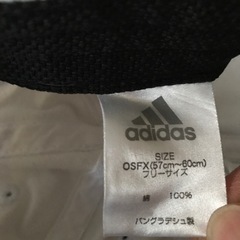 adidas
SIZE
OSFX(57cm~60cm)
フリーサイズ
綿 100%
バングラデシュ製